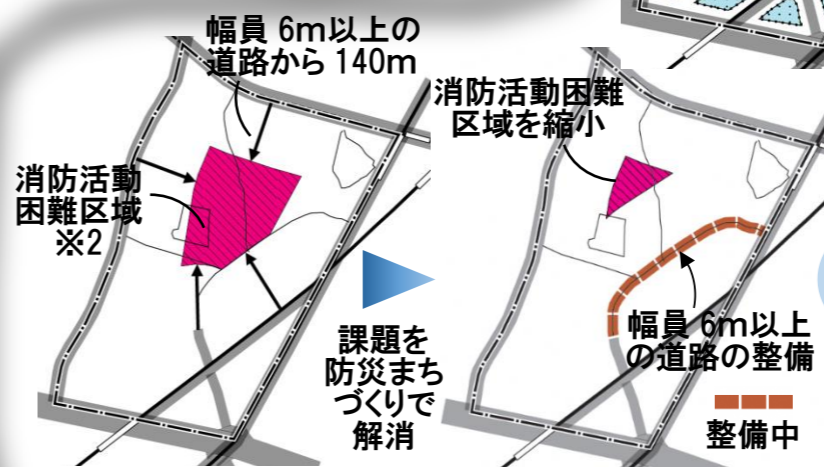 幅員 6m以上の
道路から 140m
消防活動
困難区域
※2
課題を
防災まち
づくりで
解消
消防活動困難
区域を縮小
幅員 6m以上
の道路の整備
整備中